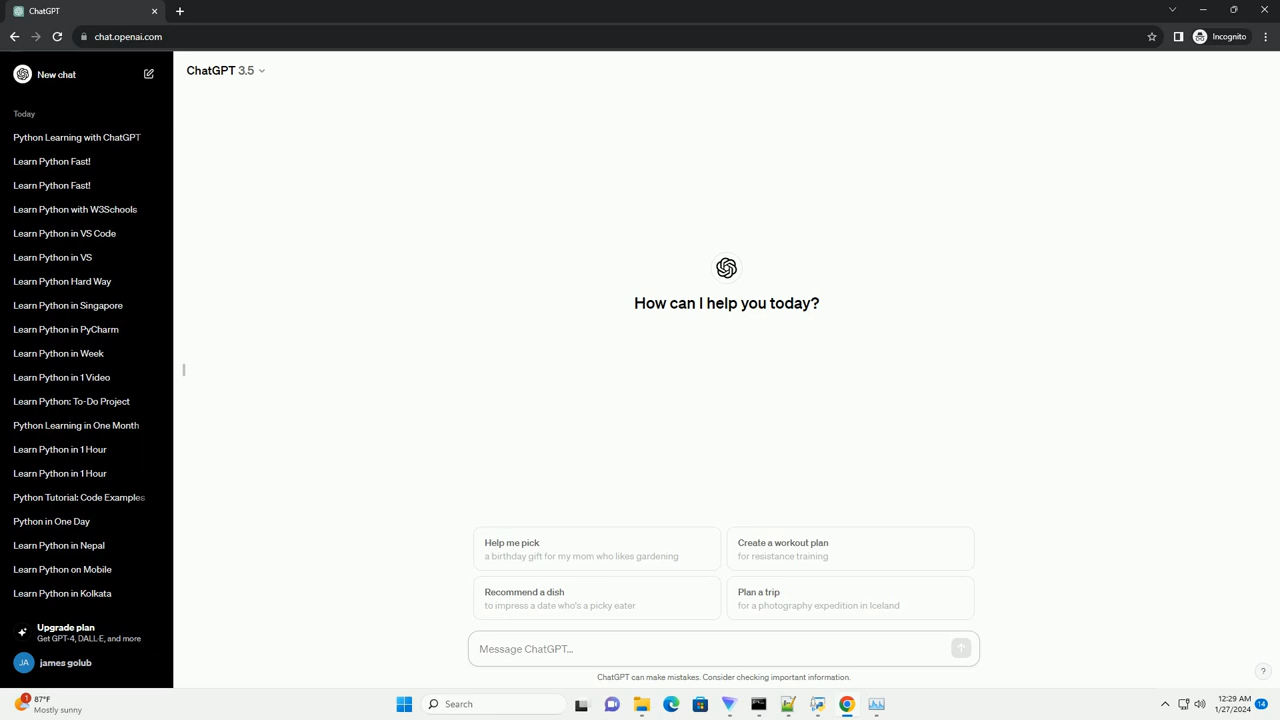 ChatGPT
chat.openai.com
Incognito
New chat
Today
Python Learning with ChatGPT
Learn Python Fast!
Learn Python Fast!
Learn Python with W3Schools
Learn Python in VS Code
Learn Python in VS
Learn Python Hard Way
Learn Python in Singapore
Learn Python in PyCharm
Learn Python in Week
Learn Python in 1 Video
Learn Python: To-Do Project
Python Learning in One Month
Learn Python in 1 Hour
Learn Python in 1 Hour
Python Tutorial: Code Examples
Python in One Day
Learn Python in Nepal
Learn Python on Mobile
Learn Python in Kolkata
Upgrade plan
Get GPT-4, DALL·E, and more
JA
james golub
ChatGPT 3.5
How can I help you today?
Help me pick
a birthday gift for my mom who likes gardening
Create a workout plan
for resistance training
Recommend a dish
to impress a date who's a picky eater
Plan a trip
for a photography expedition in Iceland
Message ChatGPT...
ChatGPT can make mistakes. Consider checking important information.
?
1
87°F
Mostly sunny
Search
12:29 AM
1/27/2024
14